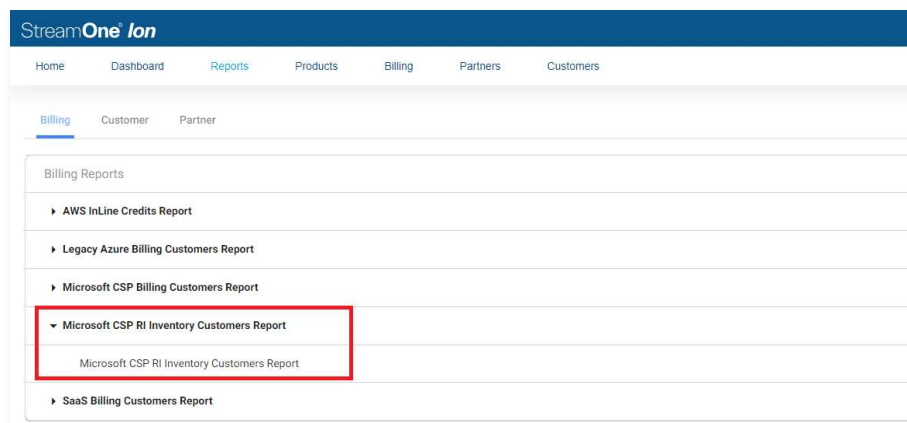 StreamOne® Ion
Home Dashboard Reports Products Billing Partners Customers
Billing Customer Partner
Billing Reports
AWS InLine Credits Report
Legacy Azure Billing Customers Report
Microsoft CSP Billing Customers Report
Microsoft CSP RI Inventory Customers Report
Microsoft CSP RI Inventory Customers Report
SaaS Billing Customers Report